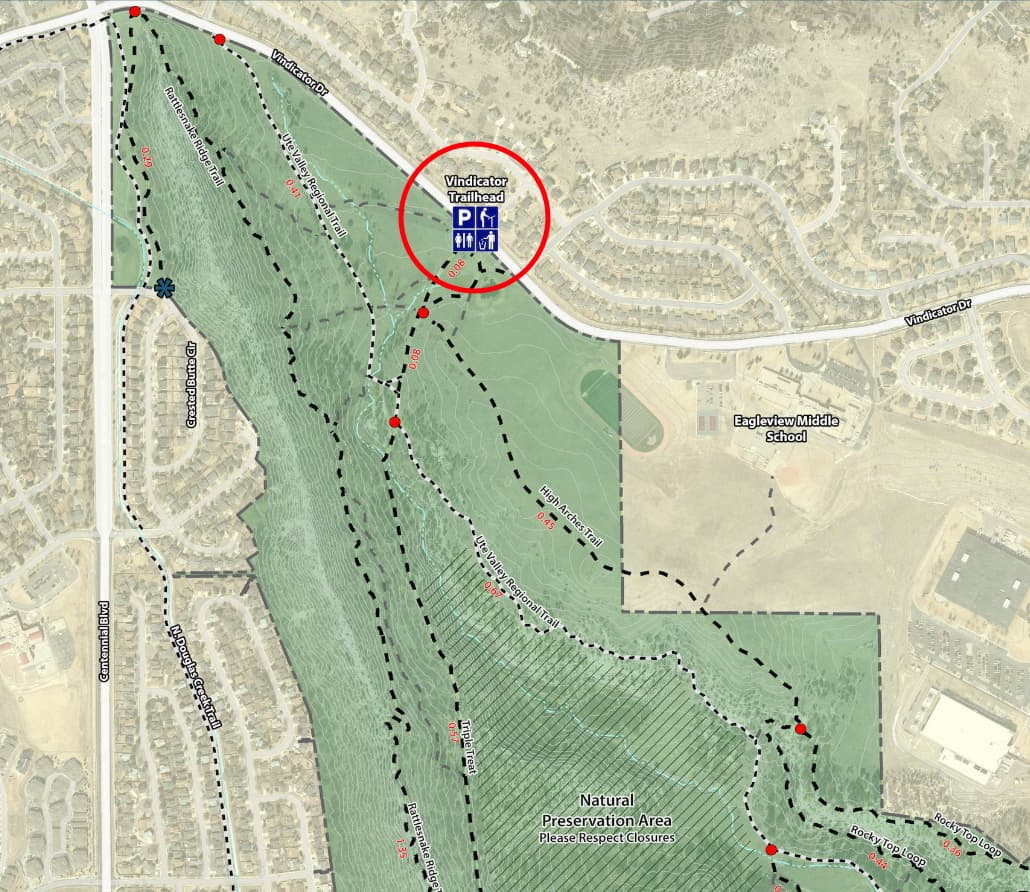 Vindicator Dr
Rattlesnake Ridge Trail
Ute Valley Regional Trail
0.29
0.47
Vindicator
Trailhead
P
0.06
Vindicator Dr
Crested Butte Cir
0.08
Eagleview Middle
School
High Arches Trail
0.45
Ute Valley Regional Trail
0.67
Centennial Blvd
N. Douglas Creek Trail
0.57
Triple Treat
Natural
Preservation Area
Please Respect Closures
Rattlesnake Ridge T
1.35
Rocky Top Loop
0.44
Rocky Top Loop
0.36